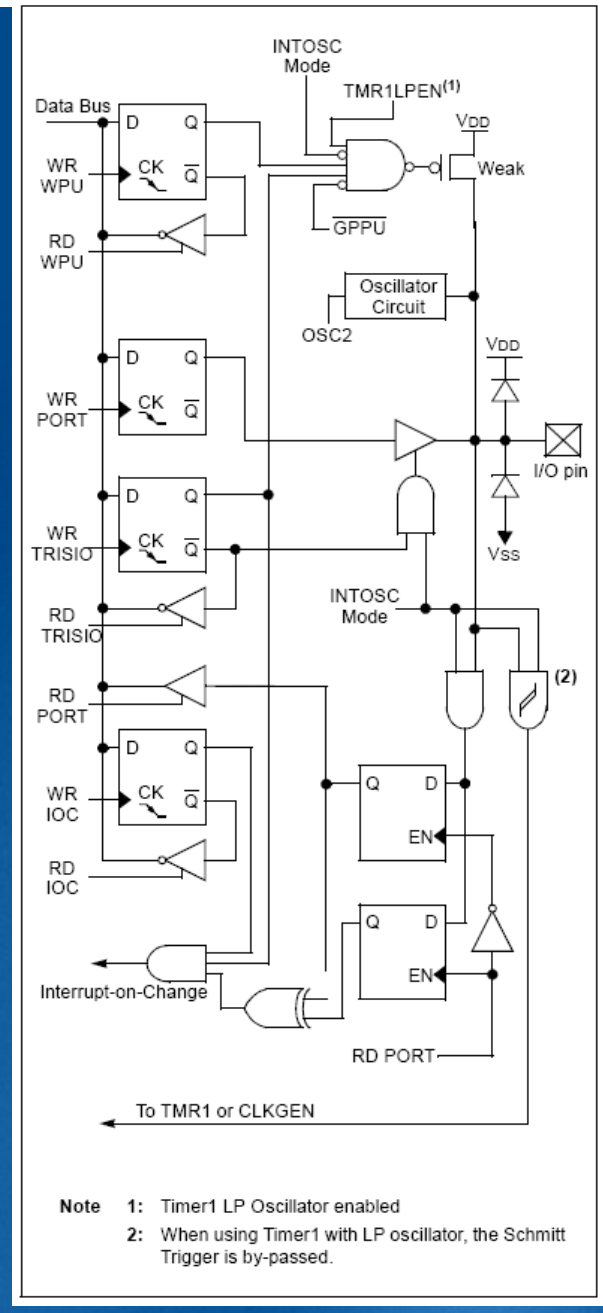 INTOSC
Mode
TMR1LPEN(1)
Data Bus
D Q
VDD
WR
WPU
CK Q
Weak
RD
WPU
GPPU
Oscillator
Circuit
OSC2
VDD
D Q
WR
PORT
CK Q
I/O pin
D Q
WR
TRISIO
CK Q
VSS
INTOSC
Mode
RD
TRISIO
(2)
RD
PORT
D Q
Q D
WR
IOC
CK Q
EN
RD
IOC
Q D
EN
Interrupt-on-Change
RD PORT
To TMR1 or CLKGEN
Note 1: Timer1 LP Oscillator enabled
2: When using Timer1 with LP oscillator, the Schmitt
Trigger is by-passed.